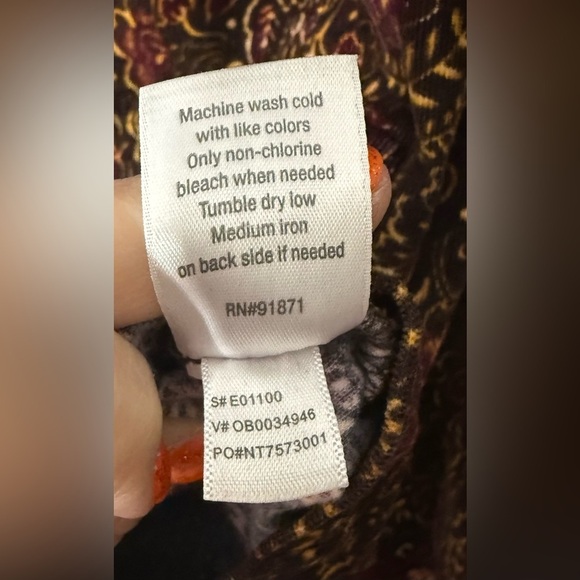 Machine wash cold
with like colors
Only non-chlorine
bleach when needed
Tumble dry low
Medium iron
on back side if needed
RN#91871
S# E01100
V# OB0034946
PO#NT7573001